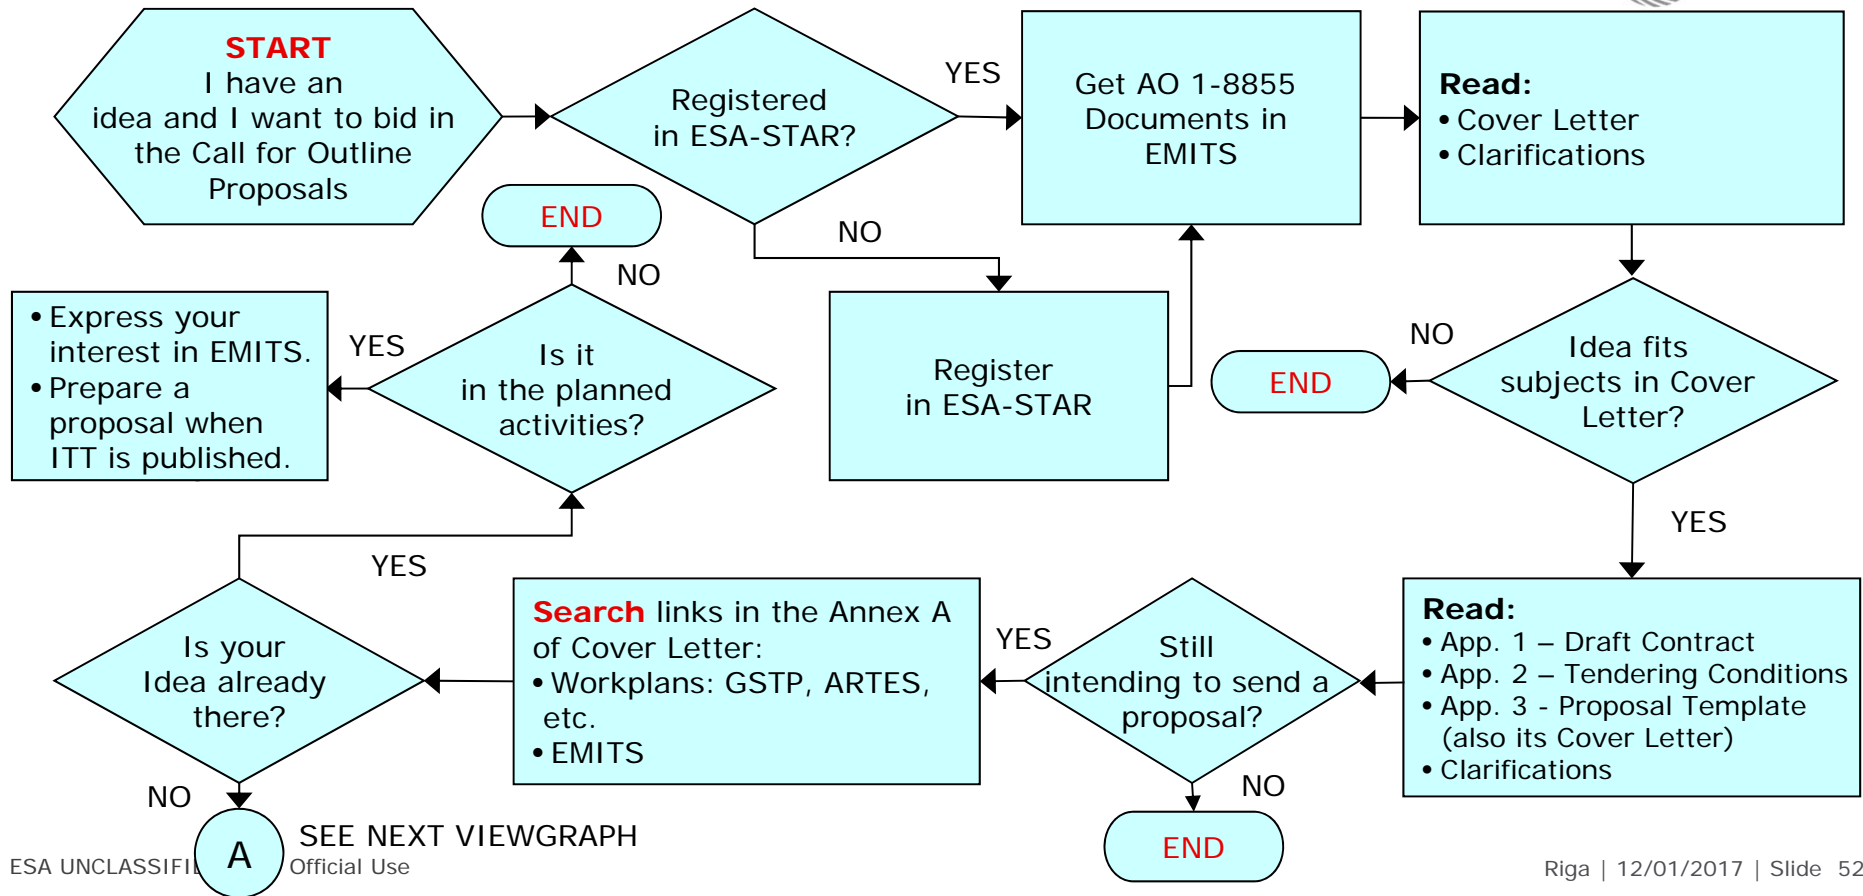 START
I have an
idea and I want to bid in
the Call for Outline
Proposals
Registered
in ESA-STAR?
YES
NO
Get AO 1-8855
Documents in
EMITS
Read:
• Cover Letter
• Clarifications
Register
in ESA-STAR
Idea fits
subjects in Cover
Letter?
NO
END
YES
Read:
• App. 1 – Draft Contract
• App. 2 – Tendering Conditions
• App. 3 - Proposal Template
(also its Cover Letter)
• Clarifications
Still
intending to send a
proposal?
NO
END
YES
Search links in the Annex A
of Cover Letter:
• Workplans: GSTP, ARTES,
etc.
• EMITS
Is your
Idea already
there?
YES
Is it
in the planned
activities?
NO
END
YES
• Express your
interest in EMITS.
• Prepare a
proposal when
ITT is published.
NO
A
SEE NEXT VIEWGRAPH
ESA UNCLASSIFIE
Official Use
Riga | 12/01/2017 | Slide 52